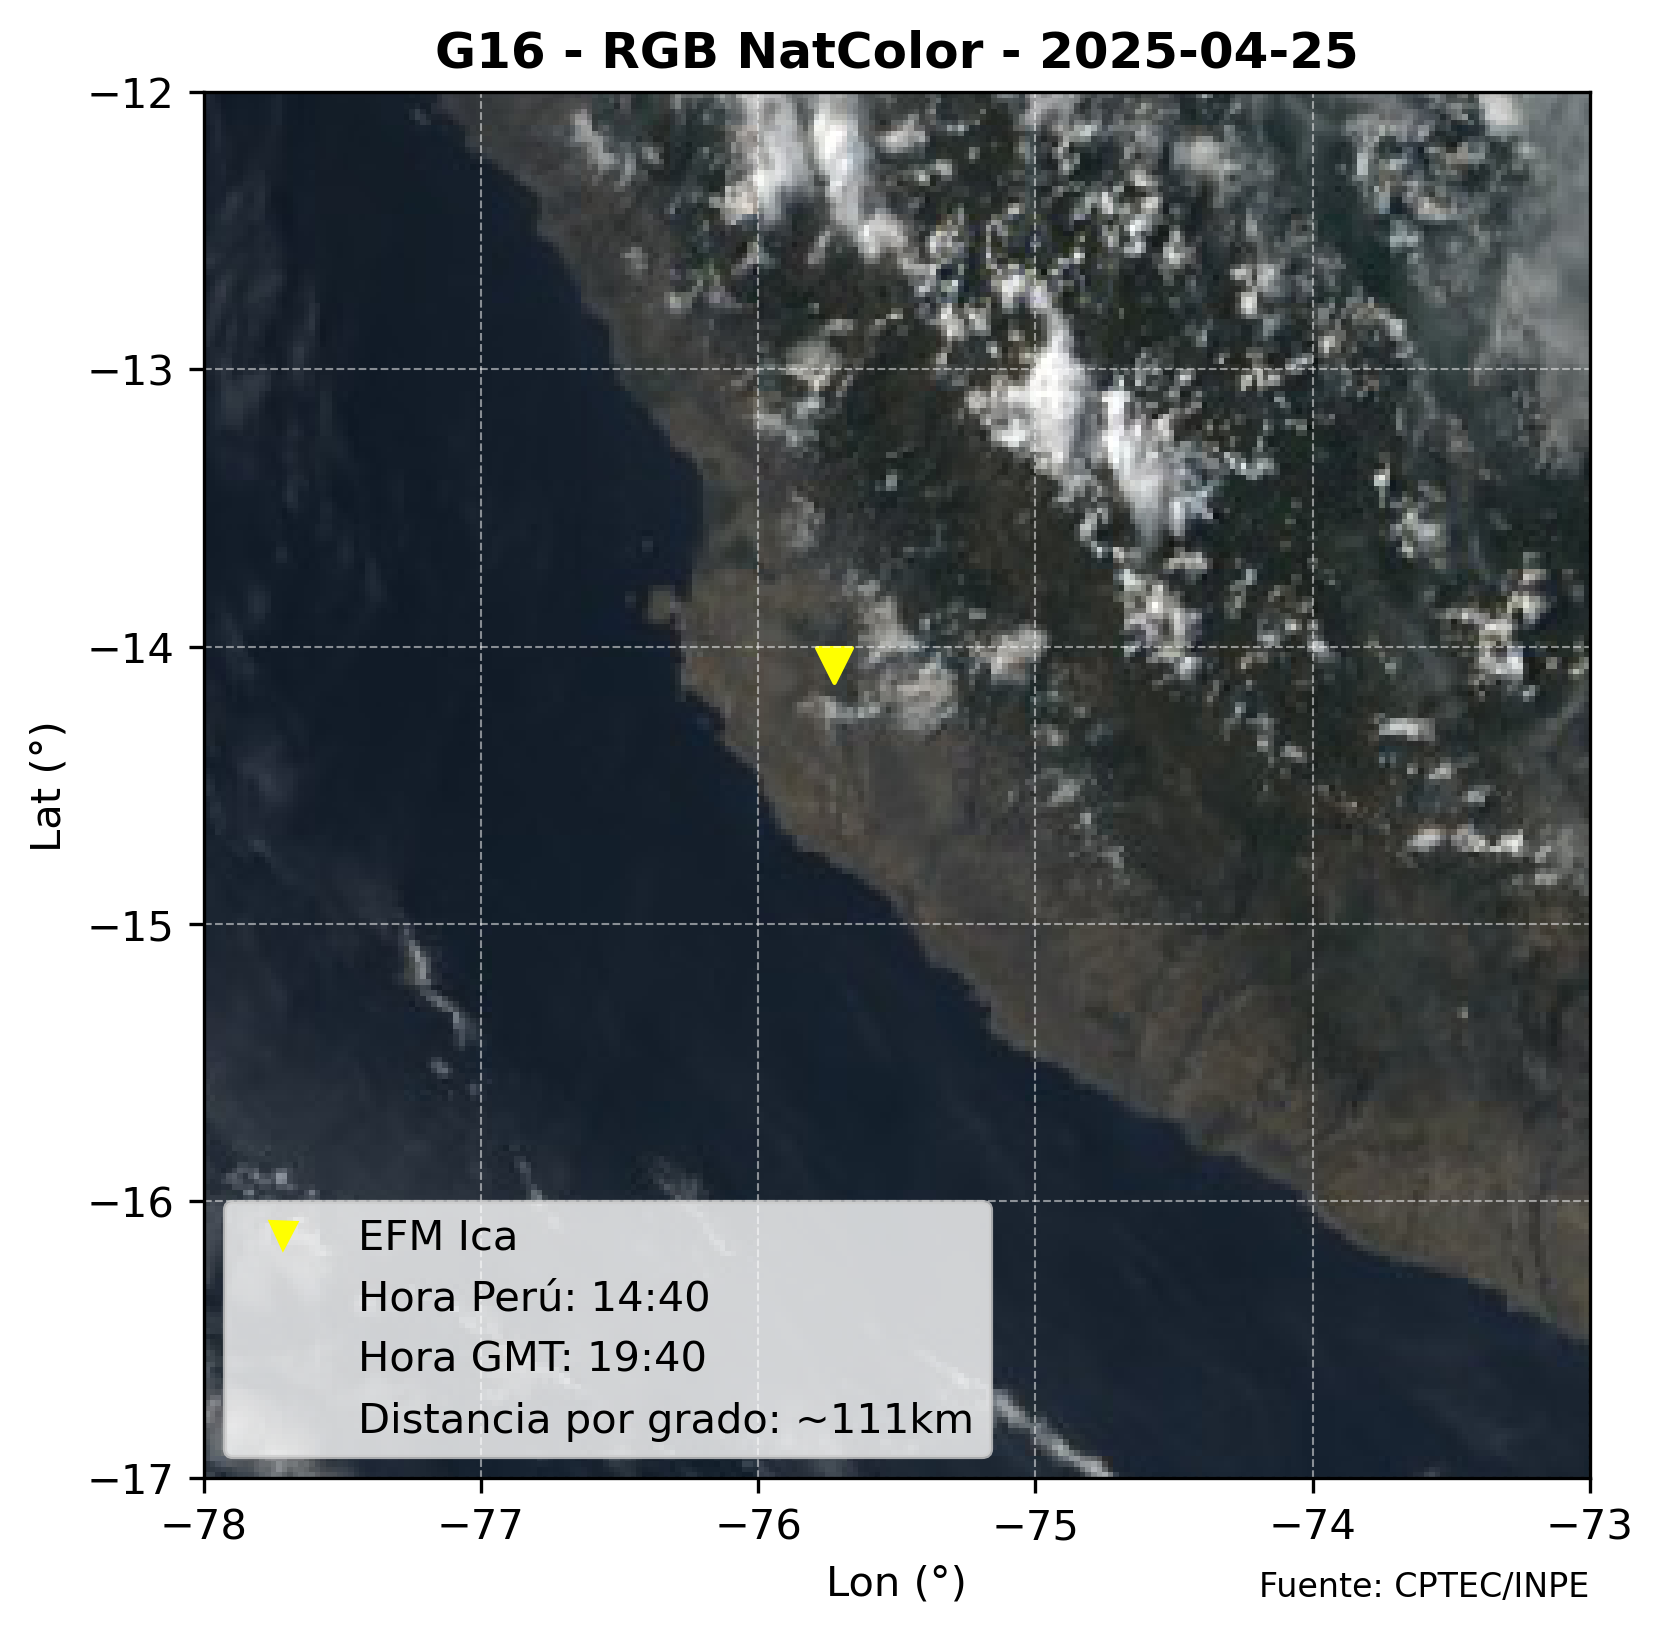 G16 - RGB NatColor - 2025-04-25
−12
−13
−14
−15
−16
−17
Lat (°)
EFM Ica
Hora Perú: 14:40
Hora GMT: 19:40
Distancia por grado: ~111km
−78 −77 −76 −75 −74 −73
Lon (°)
Fuente: CPTEC/INPE